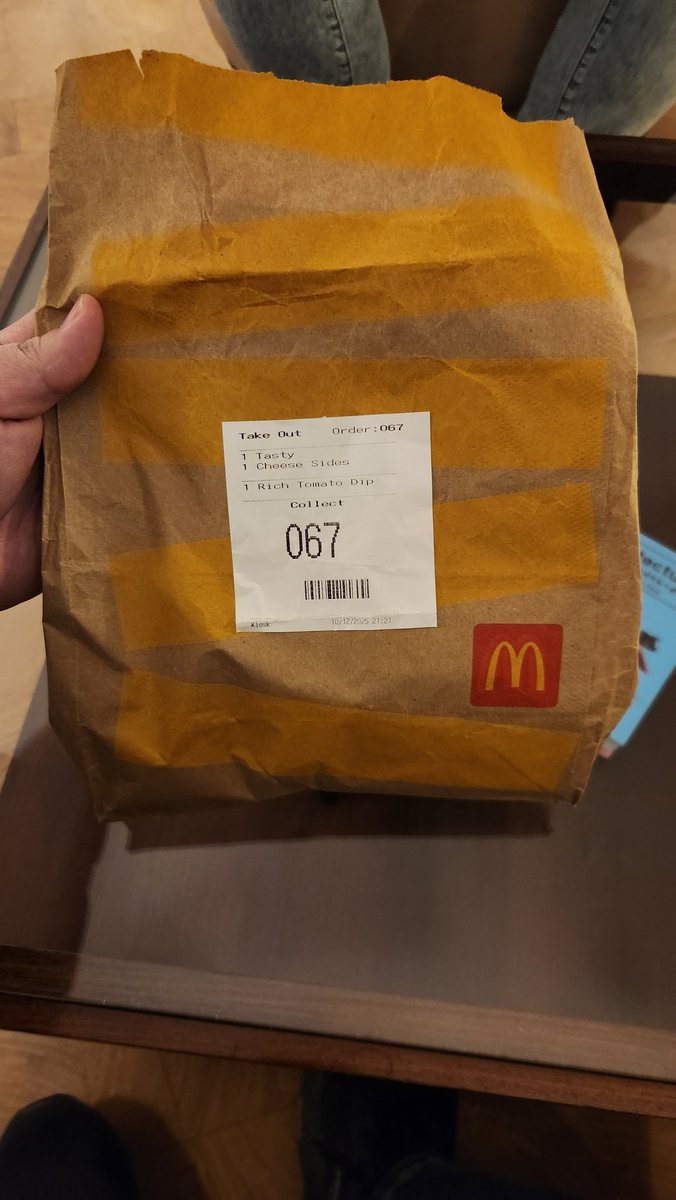 Take Out Order:067
1 Tasty
1 Cheese Sides
1 Rich Tomato Dip
Collect
067
Kiosk 10/12/2025 21:21